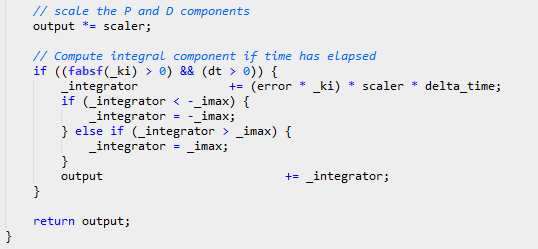 // scale the P and D components
output *= scaler;
// Compute integral component if time has elapsed
if ((fabsf(_ki) > 0) && (dt > 0)) {
_integrator += (error * _ki) * scaler * delta_time;
if (_integrator < -_imax) {
_integrator = -_imax;
} else if (_integrator > _imax) {
_integrator = _imax;
}
output += _integrator;
}
return output;
}